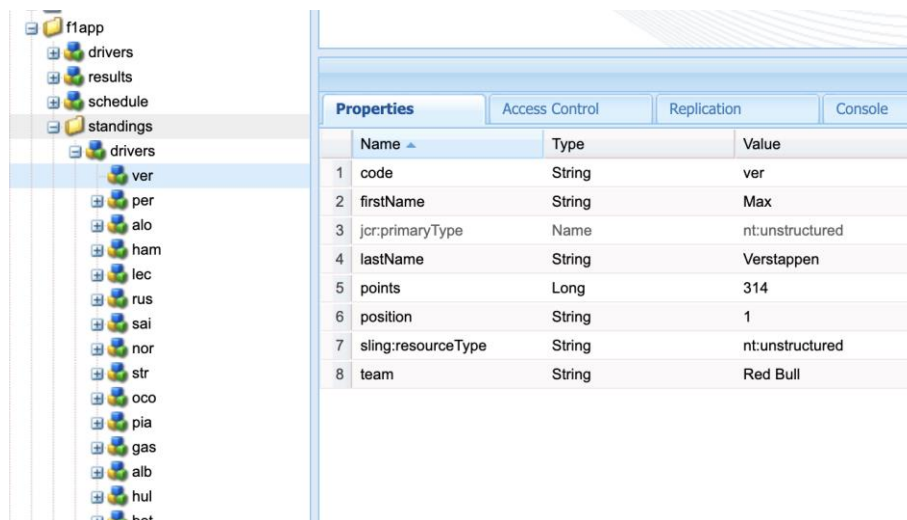 f1app
drivers
results
schedule
standings
drivers
ver
per
alo
ham
lec
rus
sai
nor
str
oco
pia
gas
alb
hul
Properties Access Control Replication Console
Name Type Value
1 code String ver
2 firstName String Max
3 jcr:primaryType Name nt:unstructured
4 lastName String Verstappen
5 points Long 314
6 position String 1
7 sling:resourceType String nt:unstructured
8 team String Red Bull